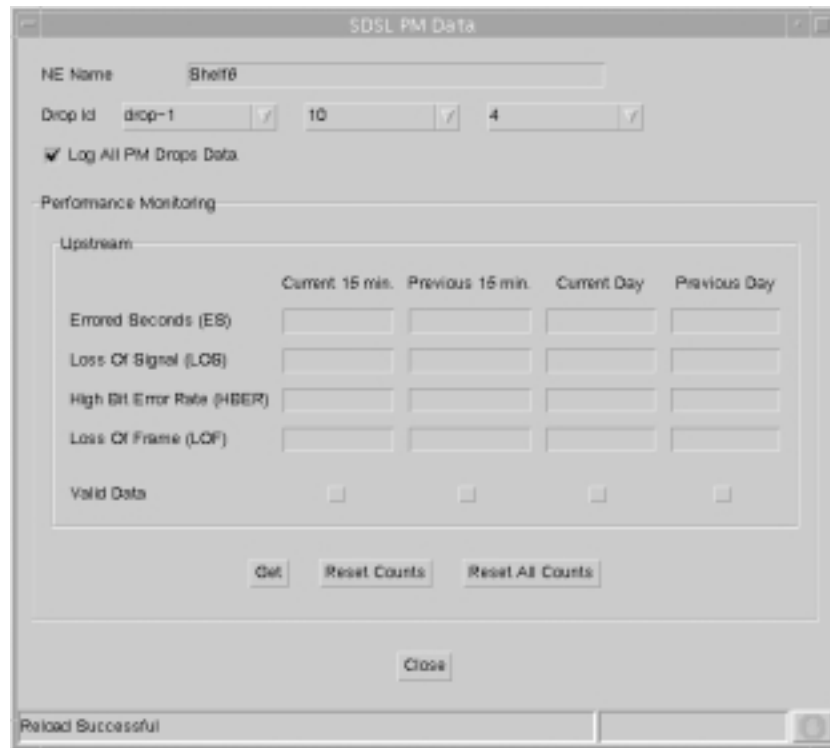 SDSL PM Data
NE Name Shelf6
Drop Id drop-1 10 4
Log All PM Drops Data
Performance Monitoring
Upstream
Current 15 min. Previous 15 min. Current Day Previous Day
Errored Seconds (ES)
Loss Of Signal (LOS)
High Bit Error Rate (HBER)
Loss Of Frame (LOF)
Valid Data
Get Reset Counts Reset All Counts
Close
Reload Successful